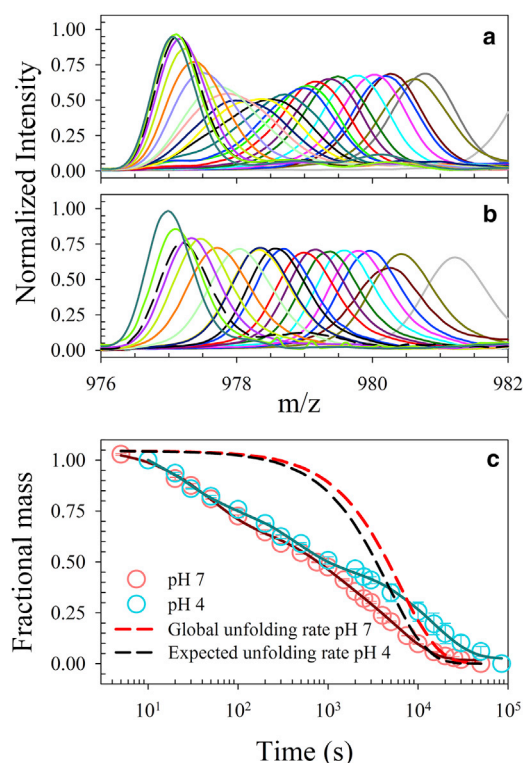 a
1.00
0.75
0.50
0.25
0.00
b
1.00
0.75
0.50
0.25
0.00
Normalized Intensity
976 978 980 982
m/z
c
1.00
0.75
0.50
0.25
0.00
Fractional mass
pH 7
pH 4
Global unfolding rate pH 7
Expected unfolding rate pH 4
10¹ 10² 10³ 10⁴ 10⁵
Time (s)